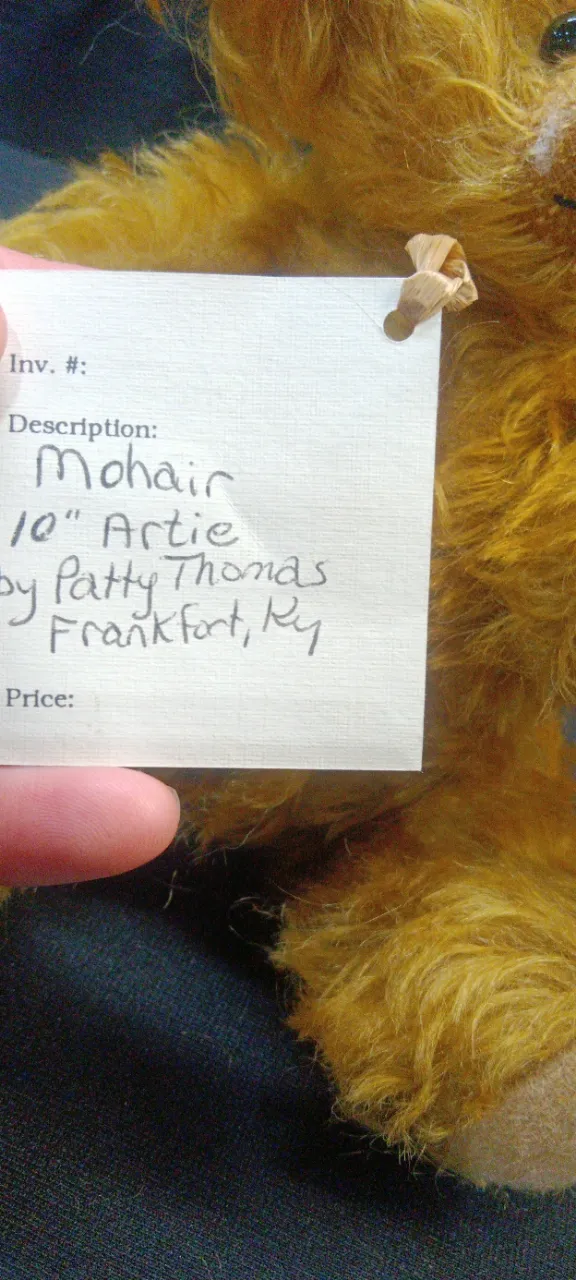 Inv. #:
Description:
Mohair
10" Artie
by Patty Thomas
Frankfort, Ky
Price: